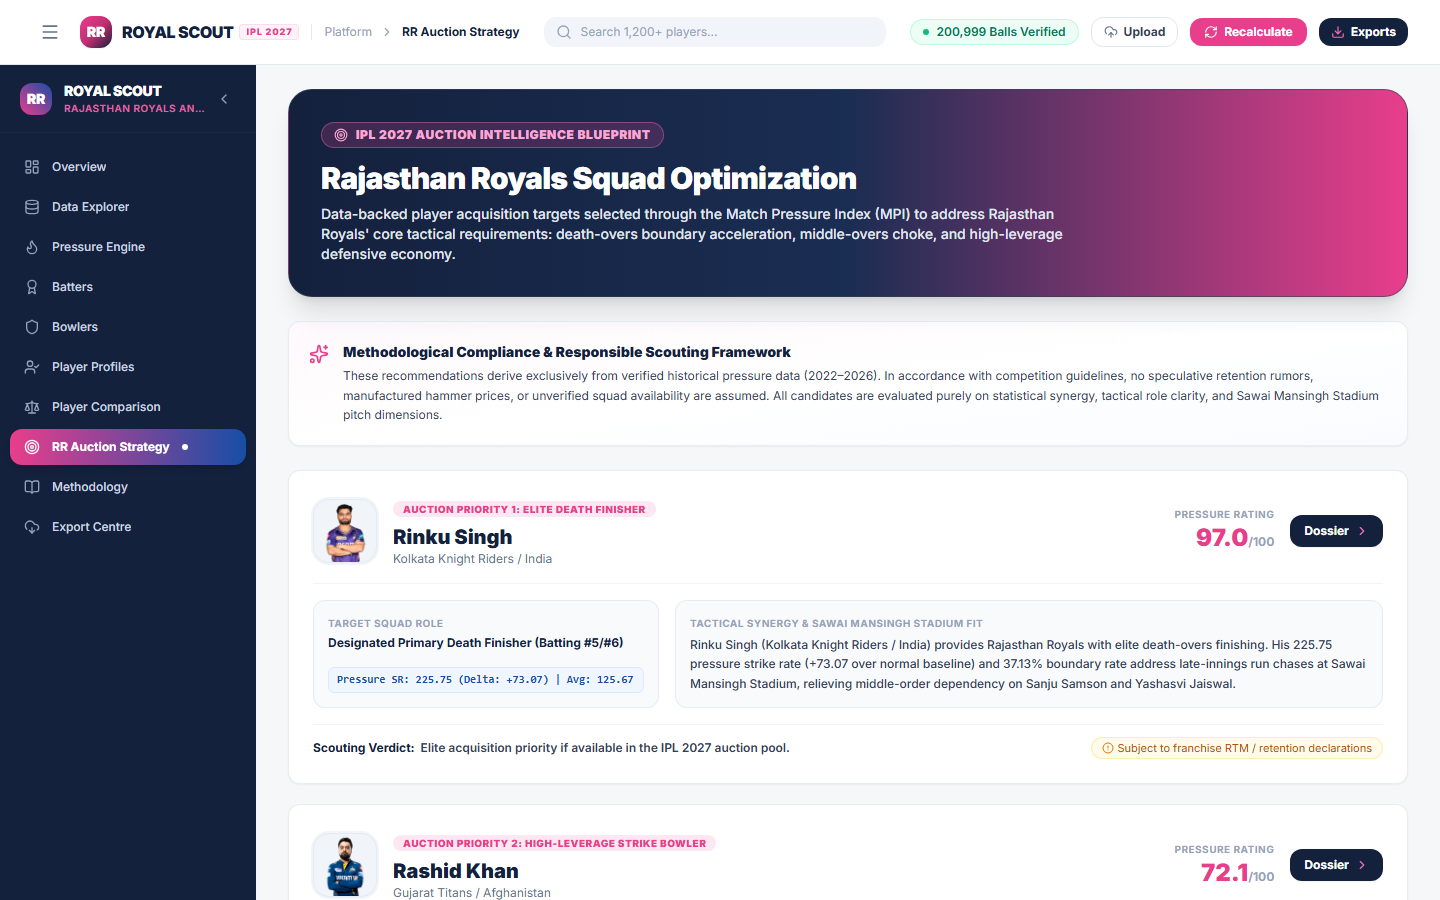 RR ROYAL SCOUT IPL 2027 Platform RR Auction Strategy Search 1,200+ players... 200,999 Balls Verified Upload Recalculate Exports
RR ROYAL SCOUT
RAJASTHAN ROYALS AN...
Overview
Data Explorer
Pressure Engine
Batters
Bowlers
Player Profiles
Player Comparison
RR Auction Strategy
Methodology
Export Centre
IPL 2027 AUCTION INTELLIGENCE BLUEPRINT
Rajasthan Royals Squad Optimization
Data-backed player acquisition targets selected through the Match Pressure Index (MPI) to address Rajasthan
Royals' core tactical requirements: death-overs boundary acceleration, middle-overs choke, and high-leverage
defensive economy.
Methodological Compliance & Responsible Scouting Framework
These recommendations derive exclusively from verified historical pressure data (2022–2026). In accordance with competition guidelines, no speculative retention rumors,
manufactured hammer prices, or unverified squad availability are assumed. All candidates are evaluated purely on statistical synergy, tactical role clarity, and Sawai Mansingh Stadium
pitch dimensions.
AUCTION PRIORITY 1: ELITE DEATH FINISHER
Rinku Singh
Kolkata Knight Riders / India
PRESSURE RATING
97.0/100
Dossier
TARGET SQUAD ROLE
Designated Primary Death Finisher (Batting #5/#6)
Pressure SR: 225.75 (Delta: +73.07) | Avg: 125.67
TACTICAL SYNERGY & SAWAI MANSINGH STADIUM FIT
Rinku Singh (Kolkata Knight Riders / India) provides Rajasthan Royals with elite death-overs finishing. His 225.75
pressure strike rate (+73.07 over normal baseline) and 37.13% boundary rate address late-innings run chases at Sawai
Mansingh Stadium, relieving middle-order dependency on Sanju Samson and Yashasvi Jaiswal.
Scouting Verdict: Elite acquisition priority if available in the IPL 2027 auction pool.
Subject to franchise RTM / retention declarations
AUCTION PRIORITY 2: HIGH-LEVERAGE STRIKE BOWLER
Rashid Khan
Gujarat Titans / Afghanistan
PRESSURE RATING
72.1/100
Dossier